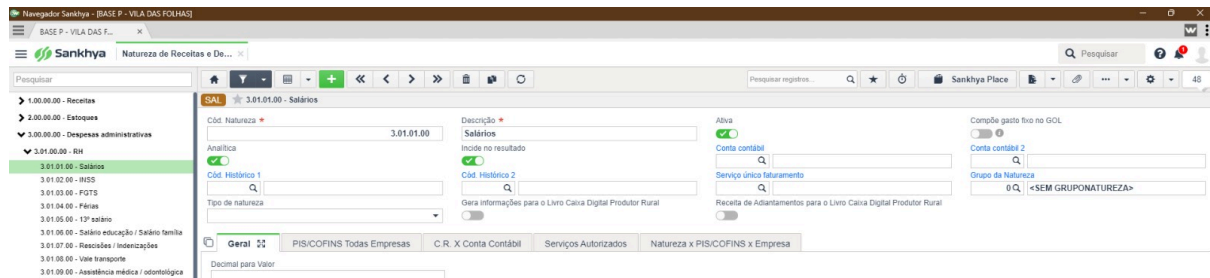 Navegador Sankhya - [BASE P - VILA DAS FOLHAS]
BASE P - VILA DAS F...
Sankhya
Natureza de Receitas e De...
Pesquisar
Pesquisar
Pesquisar registros...
Sankhya Place
48
1.00.00.00 - Receitas
2.00.00.00 - Estoques
3.00.00.00 - Despesas administrativas
3.01.00.00 - RH
3.01.01.00 - Salários
3.01.02.00 - INSS
3.01.03.00 - FGTS
3.01.04.00 - Férias
3.01.05.00 - 13º salário
3.01.06.00 - Salário educação / Salário família
3.01.07.00 - Rescisões / Indenizações
3.01.08.00 - Vale transporte
3.01.09.00 - Assistência médica / odontológica
SAL 3.01.01.00 - Salários
Cód. Natureza *
3.01.01.00
Descrição *
Salários
Ativa
Compõe gasto fixo no GOL
Analítica
Incide no resultado
Conta contábil
Conta contábil 2
Cód. Histórico 1
Cód. Histórico 2
Serviço único faturamento
Grupo da Natureza
0 <SEM GRUPONATUREZA>
Tipo de natureza
Gera informações para o Livro Caixa Digital Produtor Rural
Receita de Adiantamentos para o Livro Caixa Digital Produtor Rural
Geral
PIS/COFINS Todas Empresas
C.R. X Conta Contábil
Serviços Autorizados
Natureza x PIS/COFINS x Empresa
Decimal para Valor